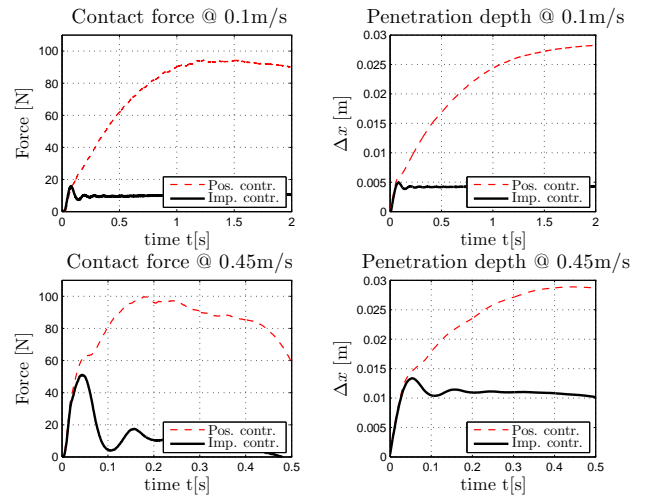 Contact force @ 0.1m/s
Force [N]
100
80
60
40
20
0
0
0.5
1
1.5
2
time t[s]
Pos. contr.
Imp. contr.
Penetration depth @ 0.1m/s
Δx [m]
0.03
0.025
0.02
0.015
0.01
0.005
0
0
0.5
1
1.5
2
time t[s]
Pos. contr.
Imp. contr.
Contact force @ 0.45m/s
Force [N]
100
80
60
40
20
0
0
0.1
0.2
0.3
0.4
0.5
time t[s]
Pos. contr.
Imp. contr.
Penetration depth @ 0.45m/s
Δx [m]
0.03
0.025
0.02
0.015
0.01
0.005
0
0
0.1
0.2
0.3
0.4
0.5
time t[s]
Pos. contr.
Imp. contr.